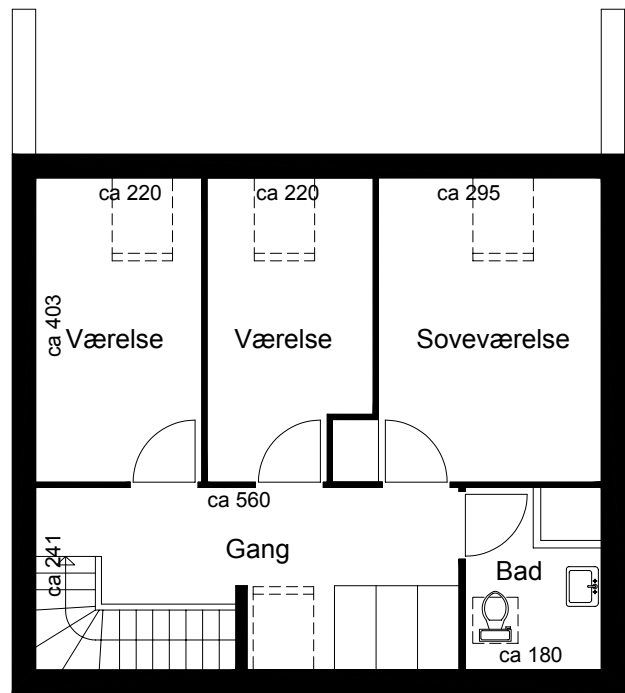 ca 220
ca 220
ca 295
ca 403
Værelse
Værelse
Soveværelse
ca 560
Gang
ca 241
Bad
ca 180